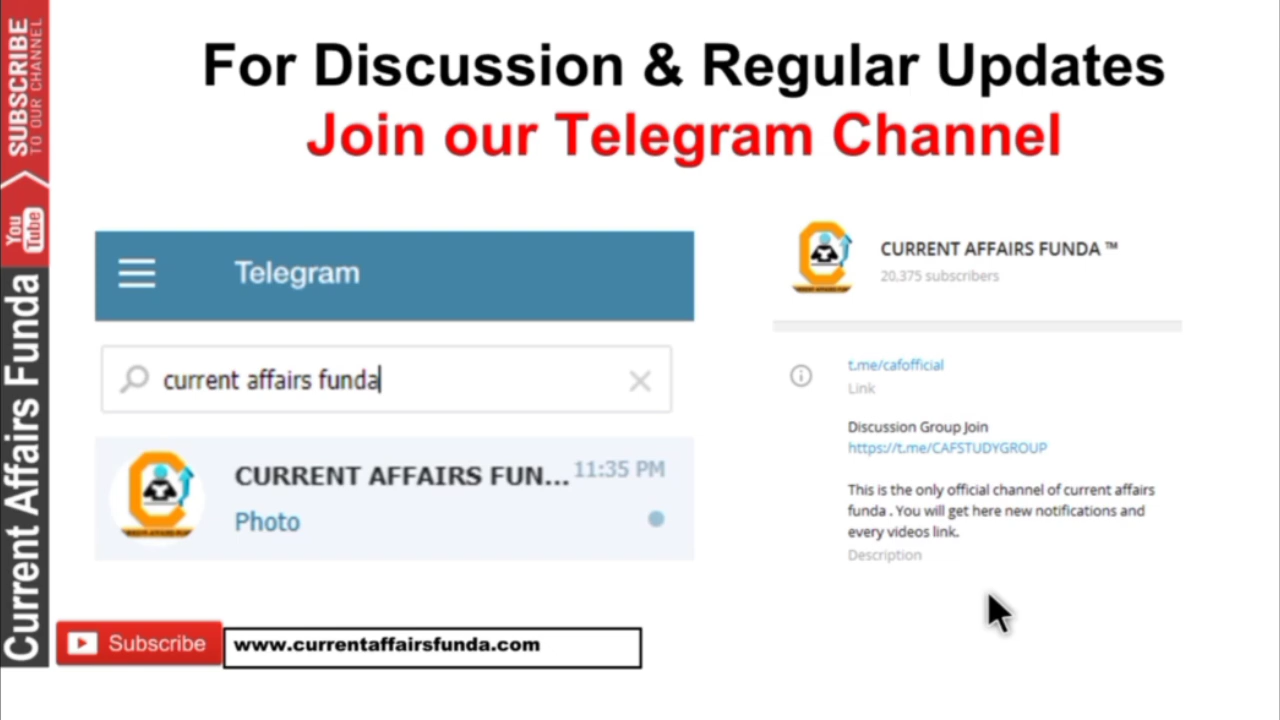 SUBSCRIBE
TO OUR CHANNEL
You
Tube
Current Affairs Funda
For Discussion & Regular Updates
Join our Telegram Channel
Telegram
current affairs funda
CURRENT AFFAIRS FUN... 11:35 PM
Photo
CURRENT AFFAIRS FUNDA ™
20,375 subscribers
t.me/cafofficial
Link
Discussion Group Join
https://t.me/CAFSTUDYGROUP
This is the only official channel of current affairs
funda . You will get here new notifications and
every videos link.
Description
Subscribe
www.currentaffairsfunda.com